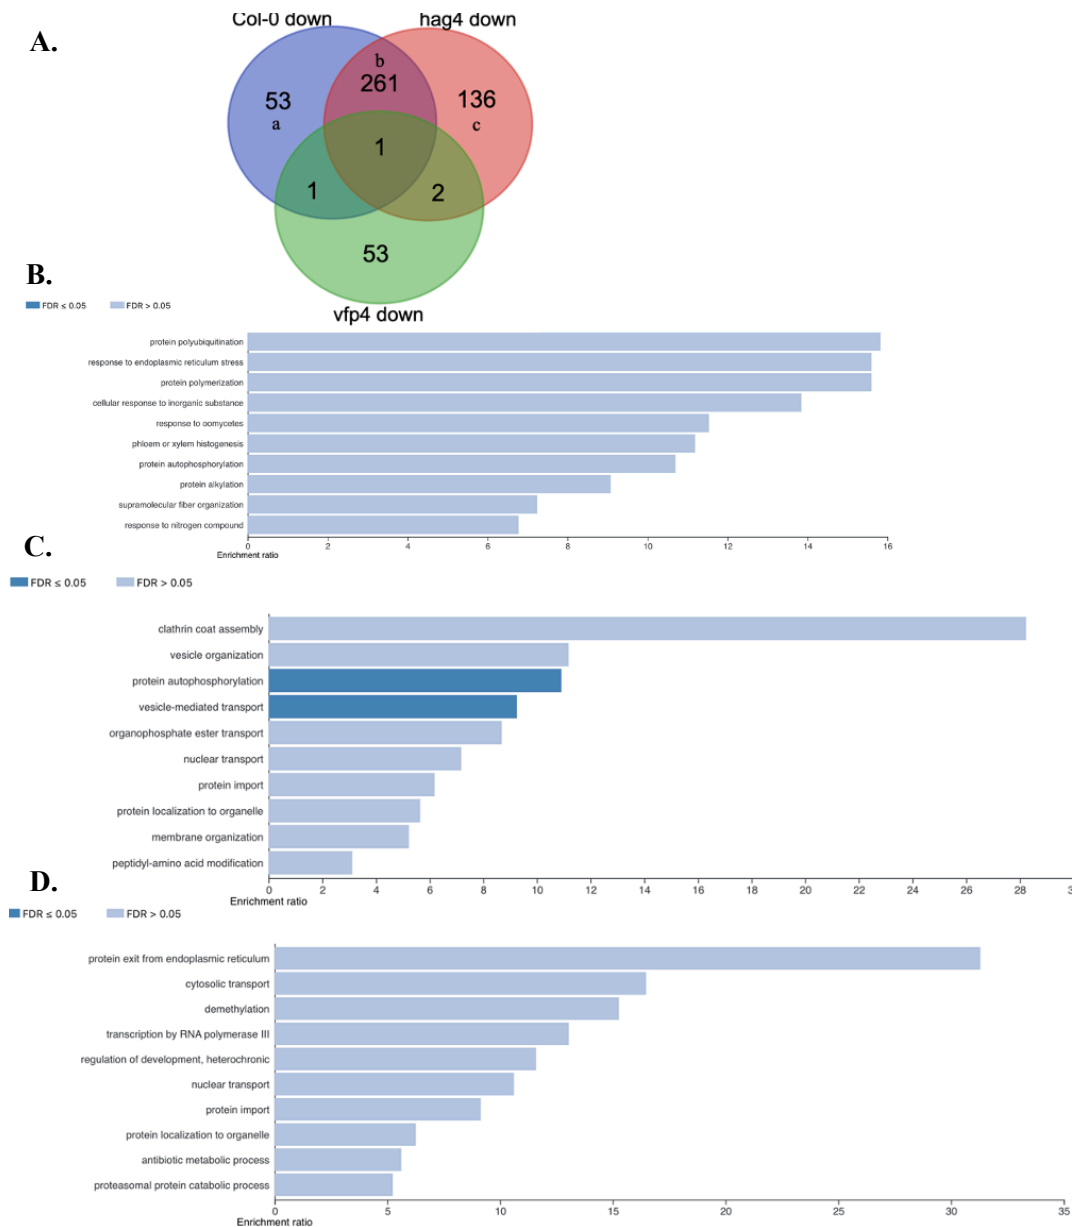 A.
Col-0 down hag4 down
b
53 261 136
a c
1
1 2
53
vfp4 down
B.
FDR ≤ 0.05 FDR > 0.05
protein polyubiquitination
response to endoplasmic reticulum stress
protein polymerization
cellular response to inorganic substance
response to oomycetes
phloem or xylem histogenesis
protein autophosphorylation
protein alkylation
supramolecular fiber organization
response to nitrogen compound
0 2 4 6 8 10 12 14 16
Enrichment ratio
C.
FDR ≤ 0.05 FDR > 0.05
clathrin coat assembly
vesicle organization
protein autophosphorylation
vesicle-mediated transport
organophosphate ester transport
nuclear transport
protein import
protein localization to organelle
membrane organization
peptidyl-amino acid modification
0 2 4 6 8 10 12 14 16 18 20 22 24 26 28 3
Enrichment ratio
D.
FDR ≤ 0.05 FDR > 0.05
protein exit from endoplasmic reticulum
cytosolic transport
demethylation
transcription by RNA polymerase III
regulation of development, heterochronic
nuclear transport
protein import
protein localization to organelle
antibiotic metabolic process
proteasomal protein catabolic process
0 5 10 15 20 25 30 35
Enrichment ratio